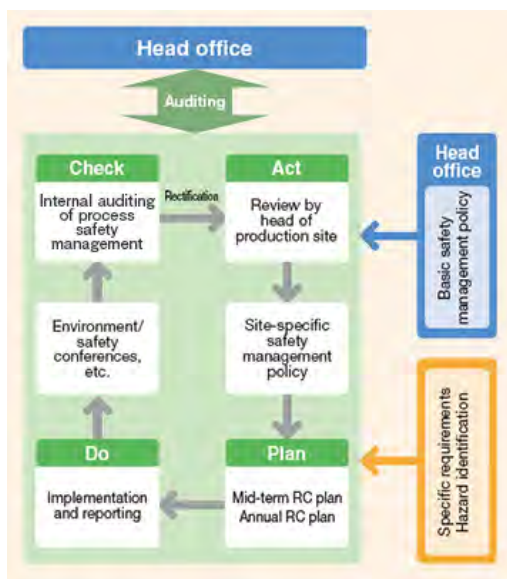 Head office
Auditing
Check
Internal auditing
of process
safety
management
Rectification
Act
Review by
head of
production site
Environment/
safety
conferences,
etc.
Site-specific
safety
management
policy
Do
Implementation
and reporting
Plan
Mid-term RC plan
Annual RC plan
Head
office
Basic safety
management policy
Specific requirements
Hazard identification